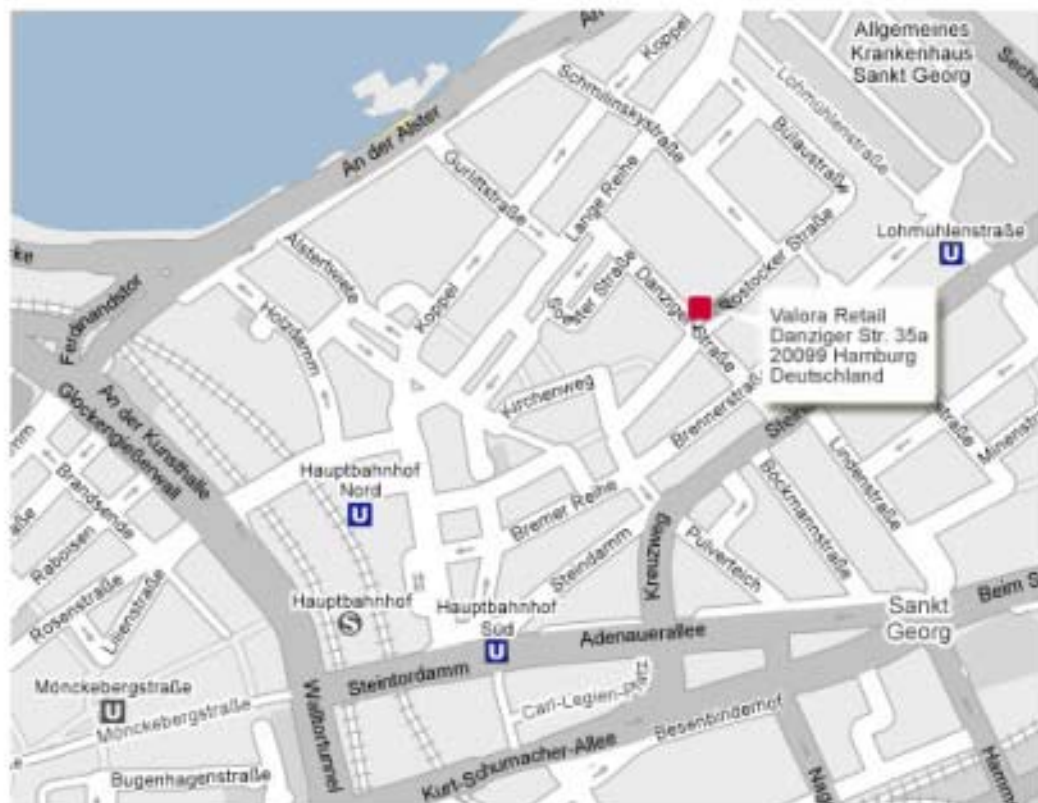 Allgemeines
Krankenhaus
Sankt Georg
Koppel
Schmilinskystraße
Lohmühlenstraße
Bülaustraße
An der Alster
Gurlittstraße
Lange Reihe
Lohmühlenstraße
U
Alstertwiete
Rostocker Straße
Danziger Straße
Koppel
Holzdamm
Ferdinandstor
Valora Retail
Danziger Str. 35a
20099 Hamburg
Deutschland
Kirchenweg
An der Kunsthalle
Glockengießerwall
Hauptbahnhof
Nord
U
Brandsende
Lindenstraße
Böckmannstraße
Bremer Reihe
Raboisen
Steindamm
Kreuzweg
Pulverteich
Rosenstraße
Lilienstraße
Hauptbahnhof
S
Hauptbahnhof
Süd
U
Adenauerallee
Sankt
Georg
Steintordamm
Mönckebergstraße
U
Mönckebergstraße
Walltortunnel
Carl-Legien-Platz
Besenbinderhof
Kurt-Schumacher-Allee
Bugenhagenstraße